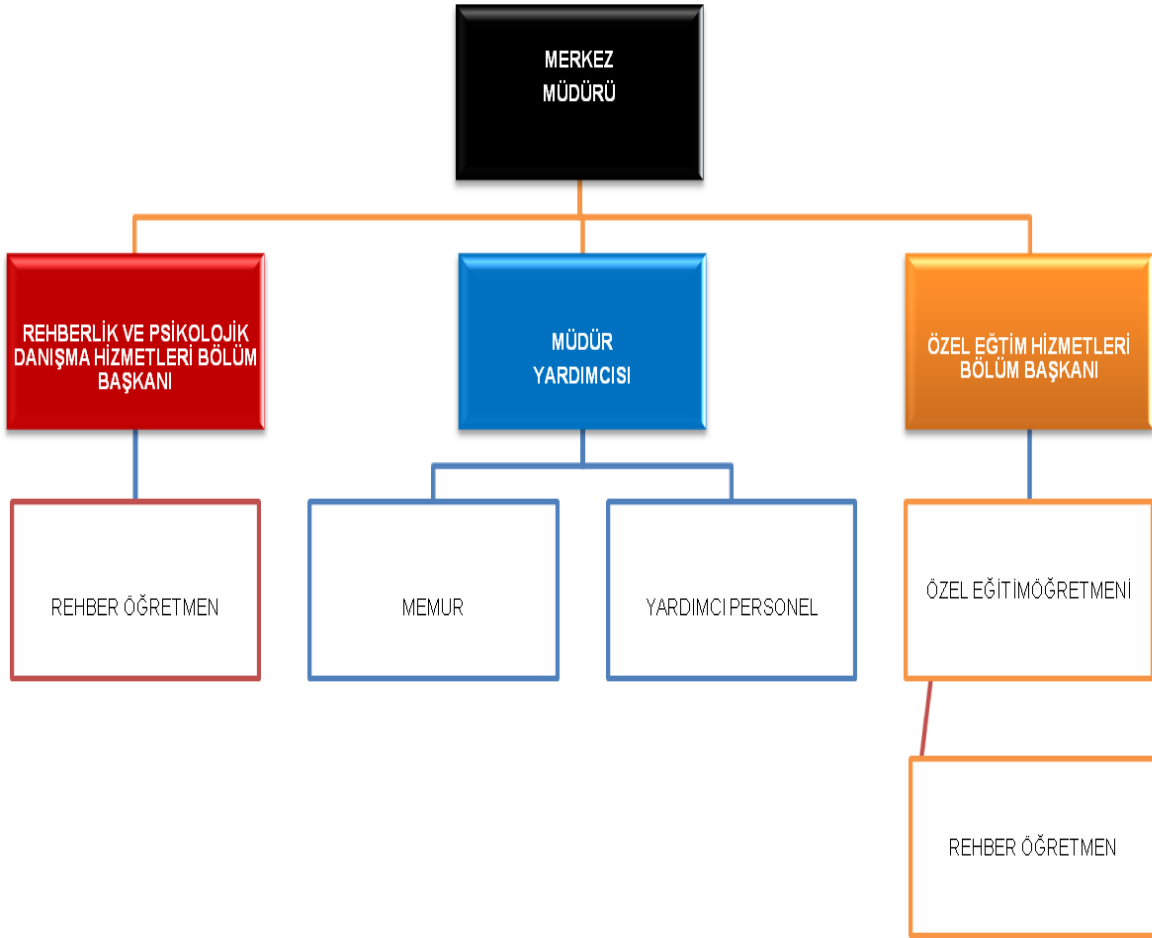 MERKEZ
MÜDÜRÜ
REHBERLİK VE PSİKOLOJİK
DANIŞMA HİZMETLERİ BÖLÜM
BAŞKANI
MÜDÜR
YARDIMCISI
ÖZEL EĞTİM HİZMETLERİ
BÖLÜM BAŞKANI
REHBER ÖĞRETMEN
MEMUR
YARDIMCI PERSONEL
ÖZEL EĞİTİMÖĞRETMENİ
REHBER ÖĞRETMEN